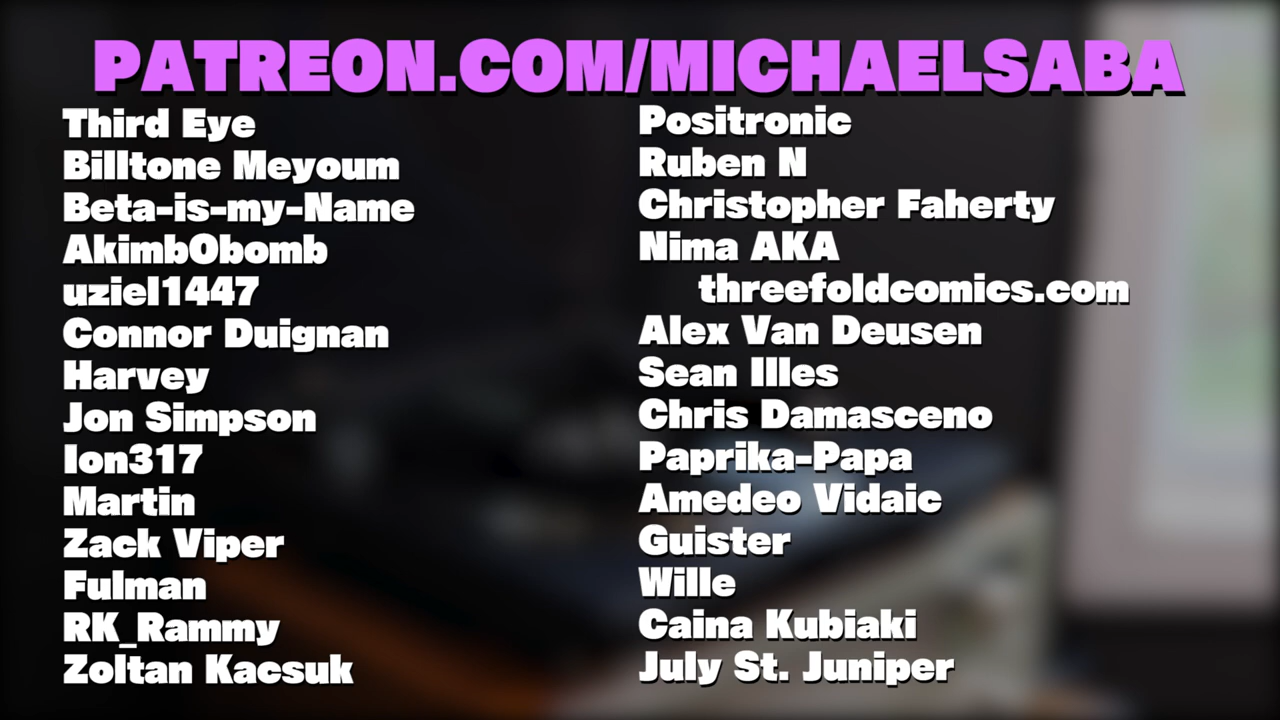 PATREON.COM/MICHAELSABA
Third Eye
Billtone Meyoum
Beta-is-my-Name
AkimbObomb
uziel1447
Connor Duignan
Harvey
Jon Simpson
Ion317
Martin
Zack Viper
Fulman
RK_Rammy
Zoltan Kacsuk
Positronic
Ruben N
Christopher Faherty
Nima AKA
threefoldcomics.com
Alex Van Deusen
Sean Illes
Chris Damasceno
Paprika-Papa
Amedeo Vidaic
Guister
Wille
Caina Kubiaki
July St. Juniper